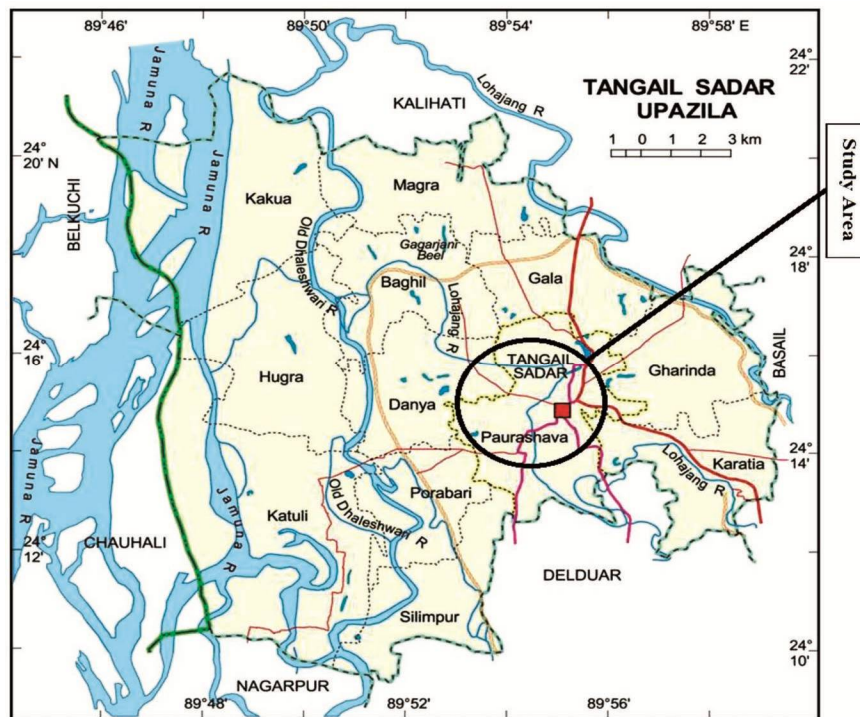 89°46'
89°50'
89°54'
89°58' E
24°
22'
TANGAIL SADAR
UPAZILA
1 0 1 2 3 km
KALIHATI
Lohajang R
Jamuna R
Jamuna R
24°
20' N
BELKUCHI
Study Area
Kakua
Magra
Old Dhaleshwari R
Gagarjani
Beel
Baghil
Gala
24°
18'
Lohajang R
24°
16'
TANGAIL
SADAR
Gharinda
BASAIL
Hugra
Danya
Paurashava
24°
14'
Jamuna R
Lohajang R
Karatia
Porabari
Old Dhaleshwari R
Jamuna R
Katuli
24°
12'
CHAUHALI
DELDUAR
Silimpur
24°
10'
NAGARPUR
89°48'
89°52'
89°56'